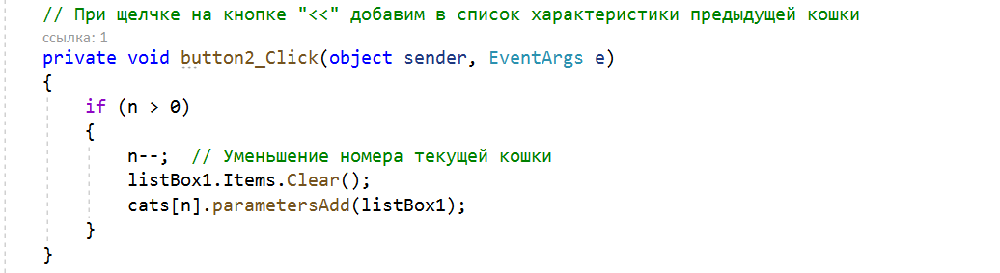 // При щелчке на кнопке "<<" добавим в список характеристики предыдущей кошки
ссылка: 1
private void button2_Click(object sender, EventArgs e)
{
if (n > 0)
{
n--; // Уменьшение номера текущей кошки
listBox1.Items.Clear();
cats[n].parametersAdd(listBox1);
}
}